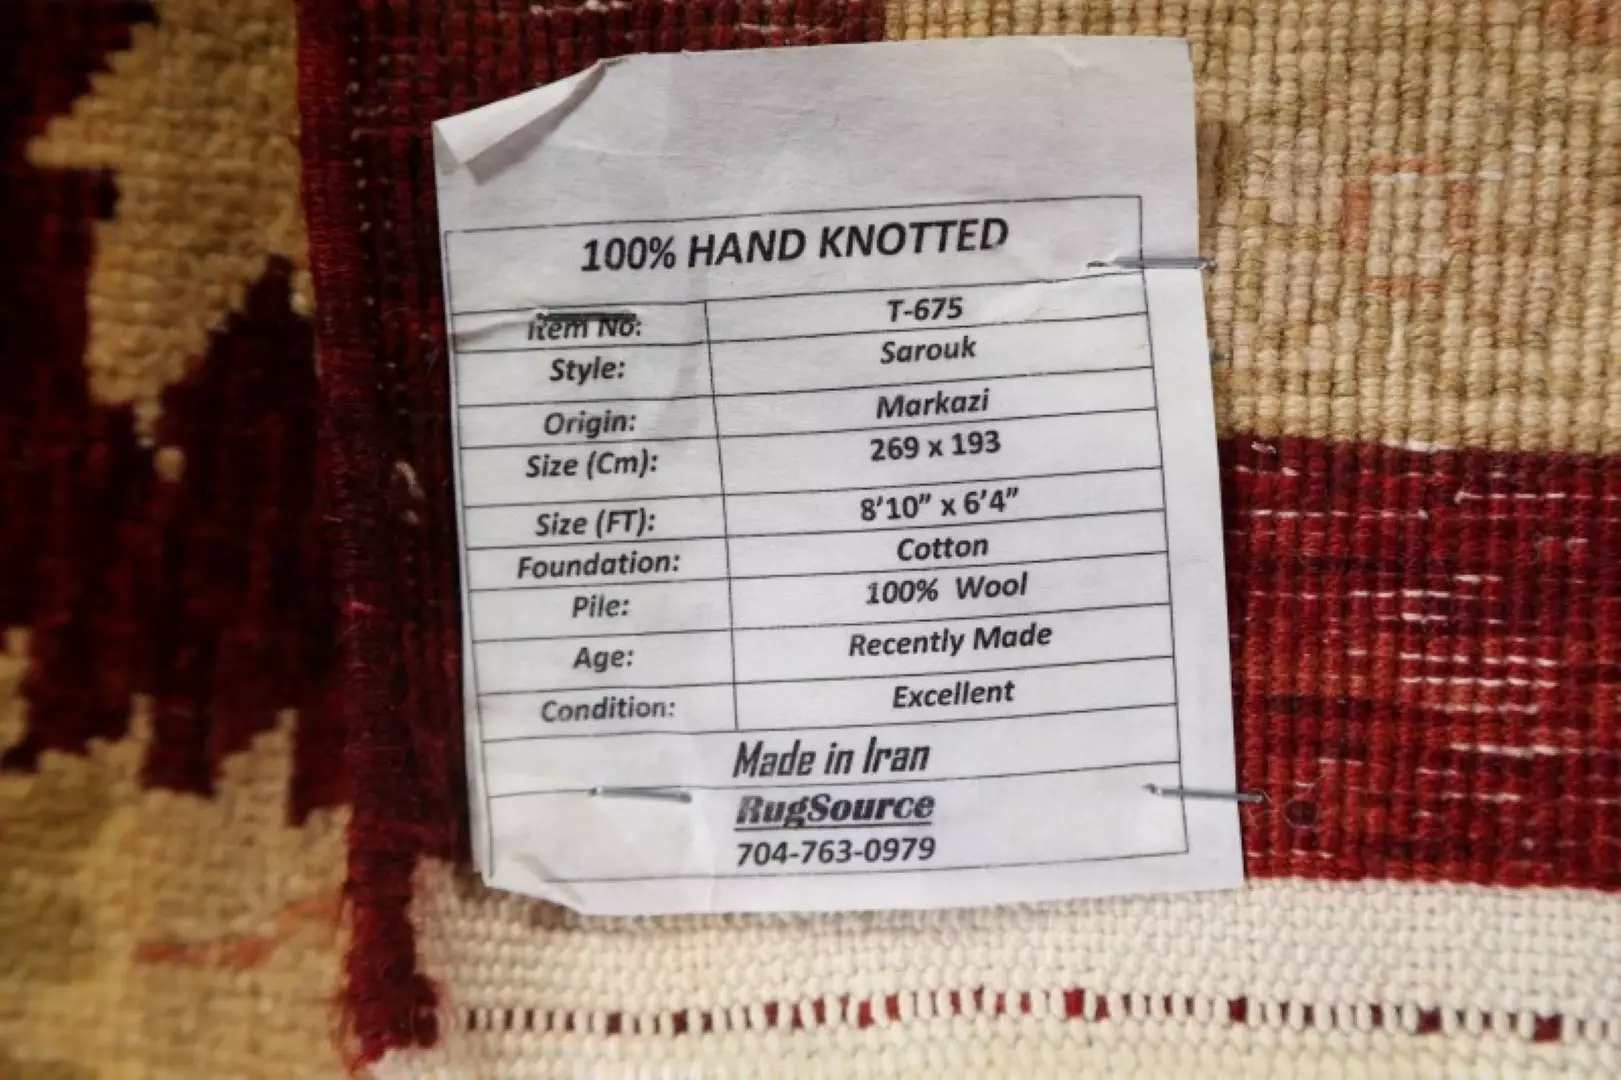 100% HAND KNOTTED
Item No: T-675
Style: Sarouk
Origin: Markazi
Size (Cm): 269 x 193
Size (FT): 8’10” x 6’4”
Foundation: Cotton
Pile: 100% Wool
Age: Recently Made
Condition: Excellent
Made in Iran
RugSource
704-763-0979